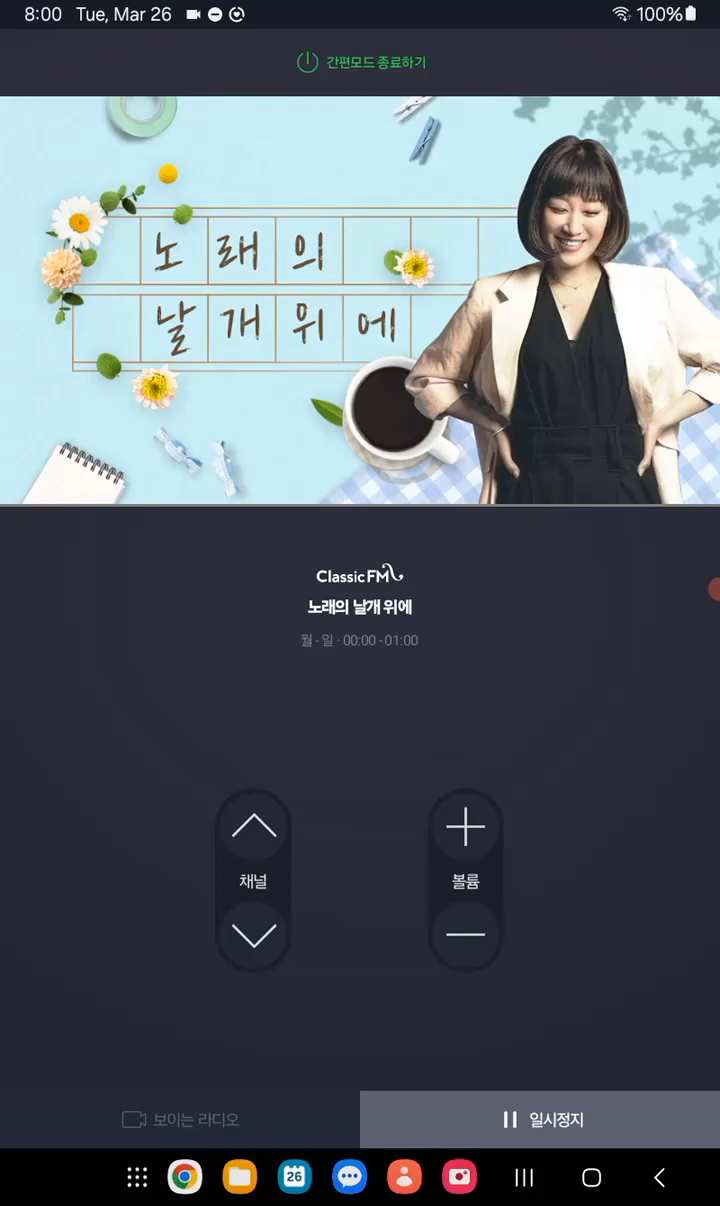 8:00 Tue, Mar 26 100%
간편모드 종료하기
노래의
날개위에
Classic FM
노래의 날개 위에
월 - 일 · 00:00 - 01:00
채널 볼륨
보이는 라디오 일시정지
26